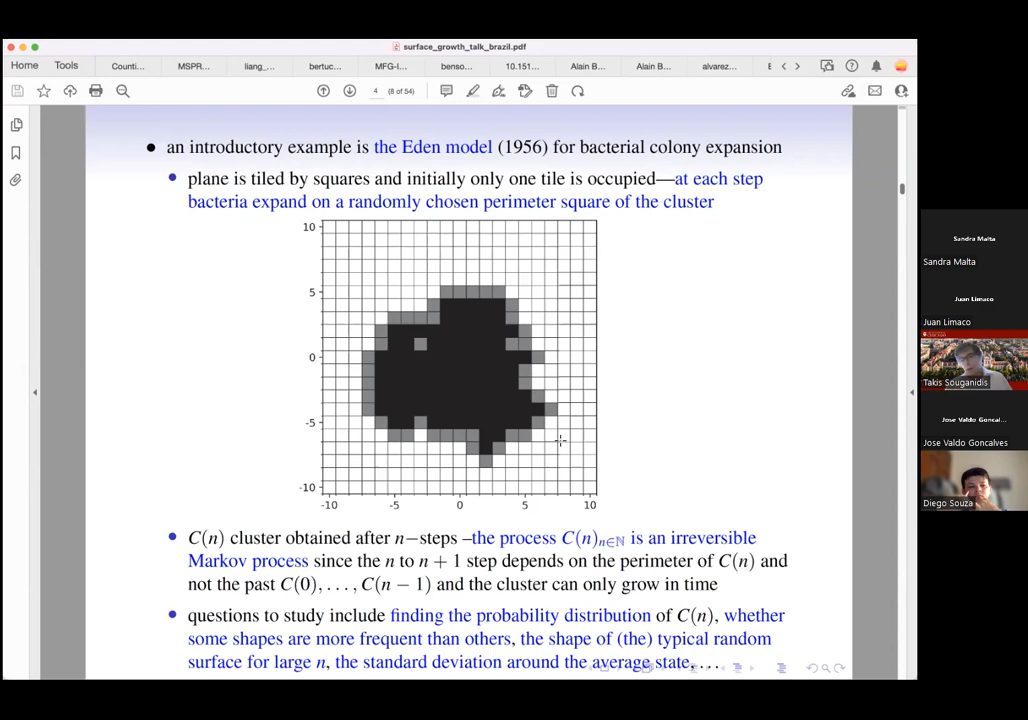 surface_growth_talk_brazil.pdf
Home Tools Counti... MSPR... liang_... bertuc... MFG-I... benso... 10.151... Alain B... Alain B... alvarez...
4 (8 of 54)
• an introductory example is the Eden model (1956) for bacterial colony expansion
• plane is tiled by squares and initially only one tile is occupied—at each step
bacteria expand on a randomly chosen perimeter square of the cluster
10
5
0
-5
-10
-10 -5 0 5 10
• C(n) cluster obtained after n−steps –the process C(n)n∈ℕ is an irreversible
Markov process since the n to n + 1 step depends on the perimeter of C(n) and
not the past C(0), . . . , C(n − 1) and the cluster can only grow in time
• questions to study include finding the probability distribution of C(n), whether
some shapes are more frequent than others, the shape of (the) typical random
surface for large n, the standard deviation around the average state, . . .
Sandra Malta
Sandra Malta
Juan Limaco
Juan Limaco
Takis Souganidis
Jose Valdo Goncal...
Jose Valdo Goncalves
Diego Souza